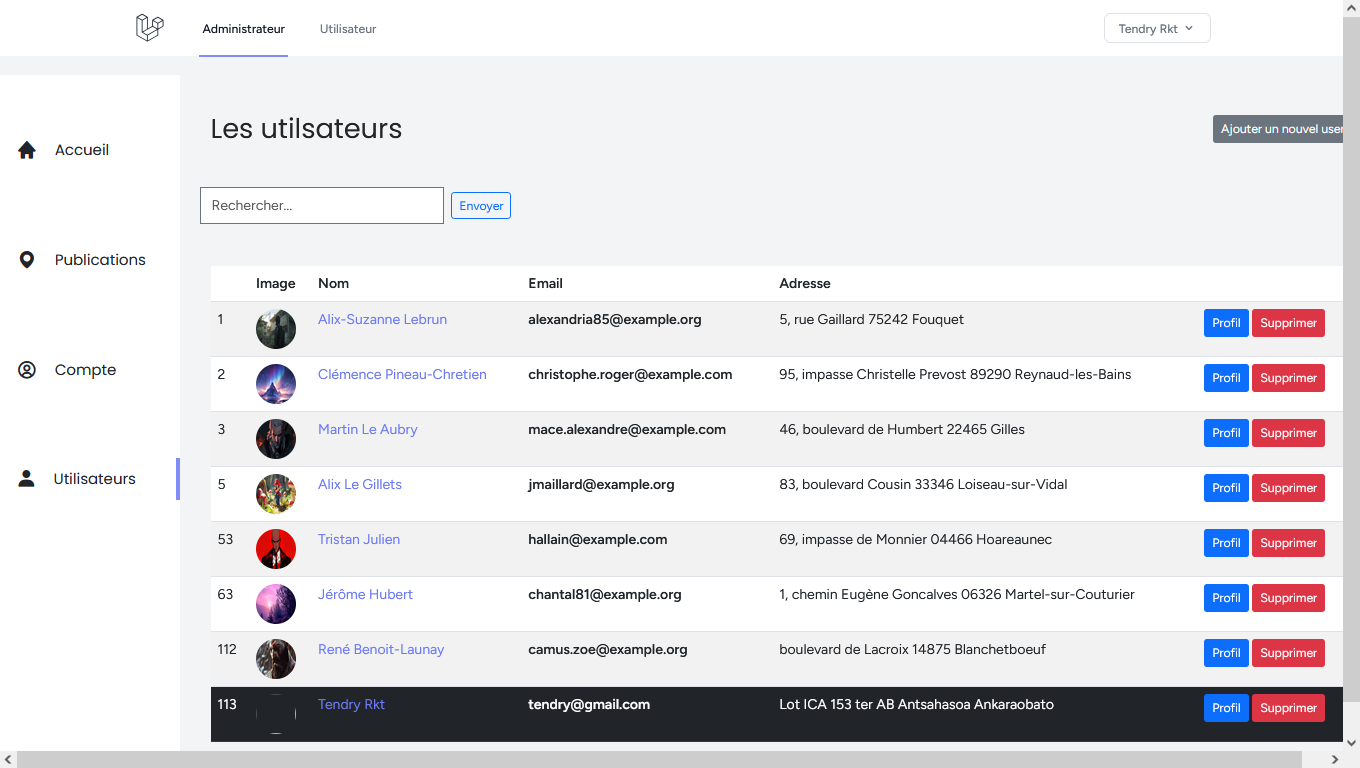 Administrateur Utilisateur Tendry Rkt
Les utilsateurs Ajouter un nouvel user
Accueil
Rechercher... Envoyer
Publications
Image Nom Email Adresse
1 Alix-Suzanne Lebrun alexandria85@example.org 5, rue Gaillard 75242 Fouquet Profil Supprimer
2 Clémence Pineau-Chretien christophe.roger@example.com 95, impasse Christelle Prevost 89290 Reynaud-les-Bains Profil Supprimer
Compte
3 Martin Le Aubry mace.alexandre@example.com 46, boulevard de Humbert 22465 Gilles Profil Supprimer
5 Alix Le Gillets jmaillard@example.org 83, boulevard Cousin 33346 Loiseau-sur-Vidal Profil Supprimer
Utilisateurs
53 Tristan Julien hallain@example.com 69, impasse de Monnier 04466 Hoareaunec Profil Supprimer
63 Jérôme Hubert chantal81@example.org 1, chemin Eugène Goncalves 06326 Martel-sur-Couturier Profil Supprimer
112 René Benoit-Launay camus.zoe@example.org boulevard de Lacroix 14875 Blanchetboeuf Profil Supprimer
113 Tendry Rkt tendry@gmail.com Lot ICA 153 ter AB Antsahasoa Ankaraobato Profil Supprimer